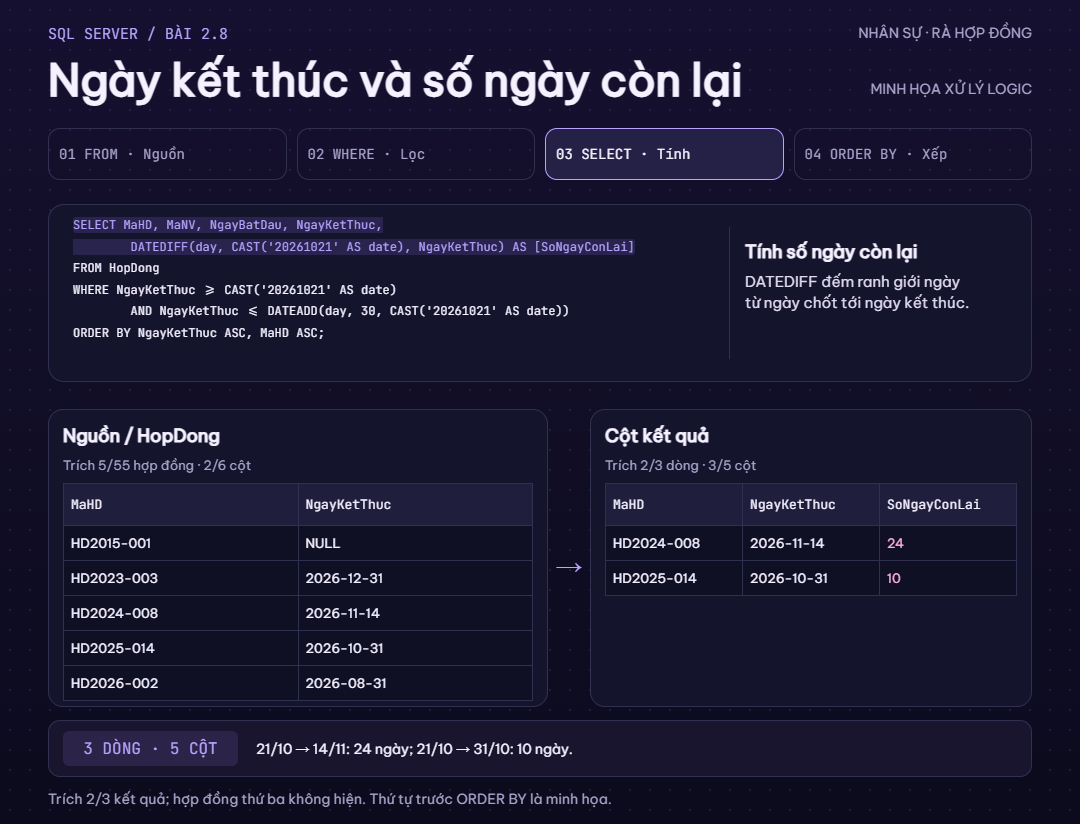 SQL SERVER / BÀI 2.8
NHÂN SỰ · RÀ HỢP ĐỒNG
Ngày kết thúc và số ngày còn lại
MINH HỌA XỬ LÝ LOGIC
01 FROM · Nguồn
02 WHERE · Lọc
03 SELECT · Tính
04 ORDER BY · Xếp
SELECT MaHD, MaNV, NgayBatDau, NgayKetThuc,
DATEDIFF(day, CAST('20261021' AS date), NgayKetThuc) AS [SoNgayConLai]
FROM HopDong
WHERE NgayKetThuc >= CAST('20261021' AS date)
AND NgayKetThuc <= DATEADD(day, 30, CAST('20261021' AS date))
ORDER BY NgayKetThuc ASC, MaHD ASC;
Tính số ngày còn lại
DATEDIFF đếm ranh giới ngày
từ ngày chốt tới ngày kết thúc.
Nguồn / HopDong
Trích 5/55 hợp đồng · 2/6 cột
MaHD NgayKetThuc
HD2015-001 NULL
HD2023-003 2026-12-31
HD2024-008 2026-11-14
HD2025-014 2026-10-31
HD2026-002 2026-08-31
→
Cột kết quả
Trích 2/3 dòng · 3/5 cột
MaHD NgayKetThuc SoNgayConLai
HD2024-008 2026-11-14 24
HD2025-014 2026-10-31 10
3 DÒNG · 5 CỘT
21/10 → 14/11: 24 ngày; 21/10 → 31/10: 10 ngày.
Trích 2/3 kết quả; hợp đồng thứ ba không hiện. Thứ tự trước ORDER BY là minh họa.